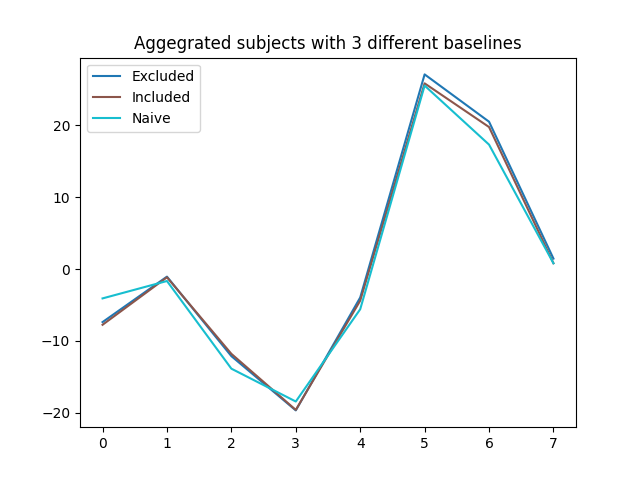 Aggegrated subjects with 3 different baselines
Excluded
Included
Naive
20
10
0
−10
−20
0 1 2 3 4 5 6 7